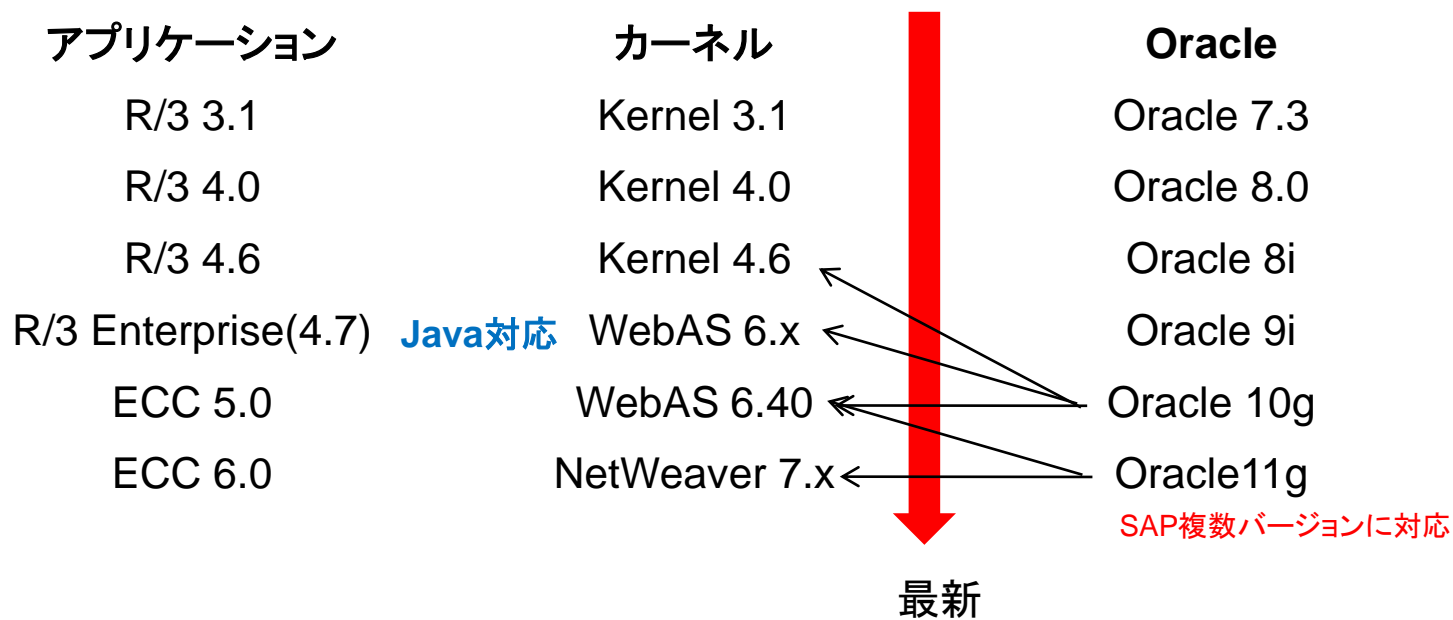 アプリケーション カーネル Oracle
R/3 3.1 Kernel 3.1 Oracle 7.3
R/3 4.0 Kernel 4.0 Oracle 8.0
R/3 4.6 Kernel 4.6 Oracle 8i
R/3 Enterprise(4.7) Java対応 WebAS 6.x Oracle 9i
ECC 5.0 WebAS 6.40 Oracle 10g
ECC 6.0 NetWeaver 7.x Oracle11g
SAP複数バージョンに対応
最新